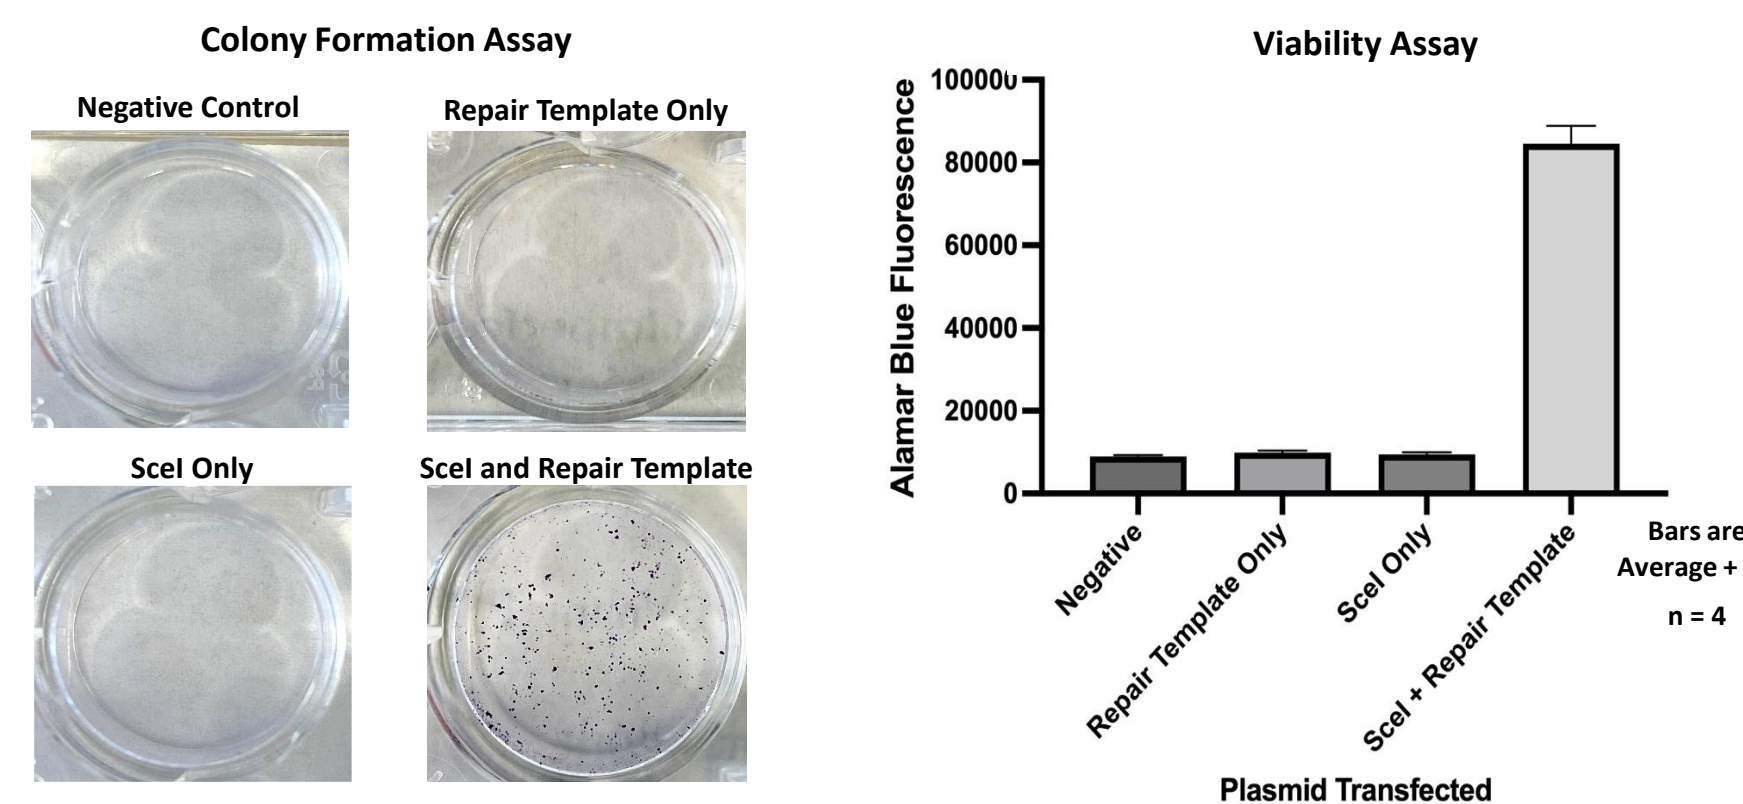 Colony Formation Assay
Negative Control
Repair Template Only
SceI Only
SceI and Repair Template
Viability Assay
Alamar Blue Fluorescence
100000
80000
60000
40000
20000
0
Negative
Repair Template Only
SceI Only
SceI + Repair Template
Plasmid Transfected
Bars are
Average +
n = 4